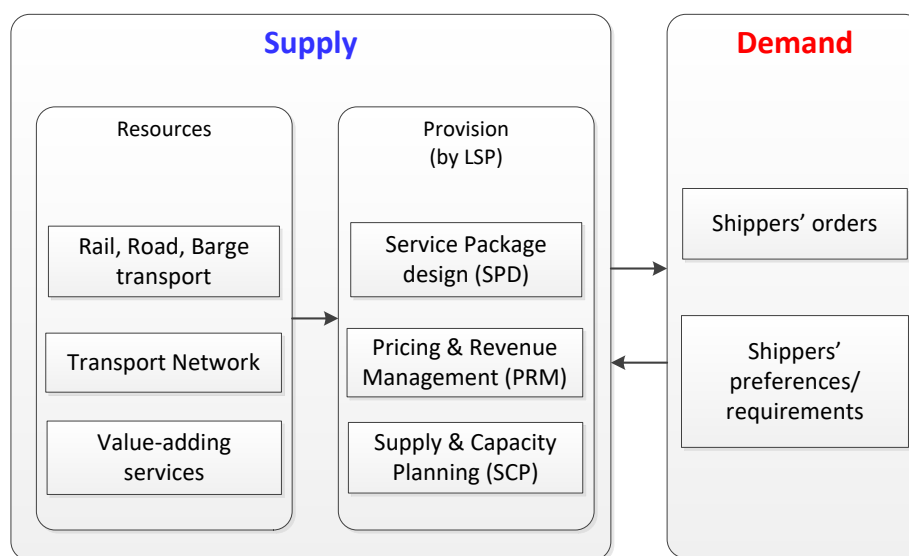 Supply
Resources
Rail, Road, Barge
transport
Transport Network
Value-adding
services
Provision
(by LSP)
Service Package
design (SPD)
Pricing & Revenue
Management (PRM)
Supply & Capacity
Planning (SCP)
Demand
Shippers’ orders
Shippers’
preferences/
requirements